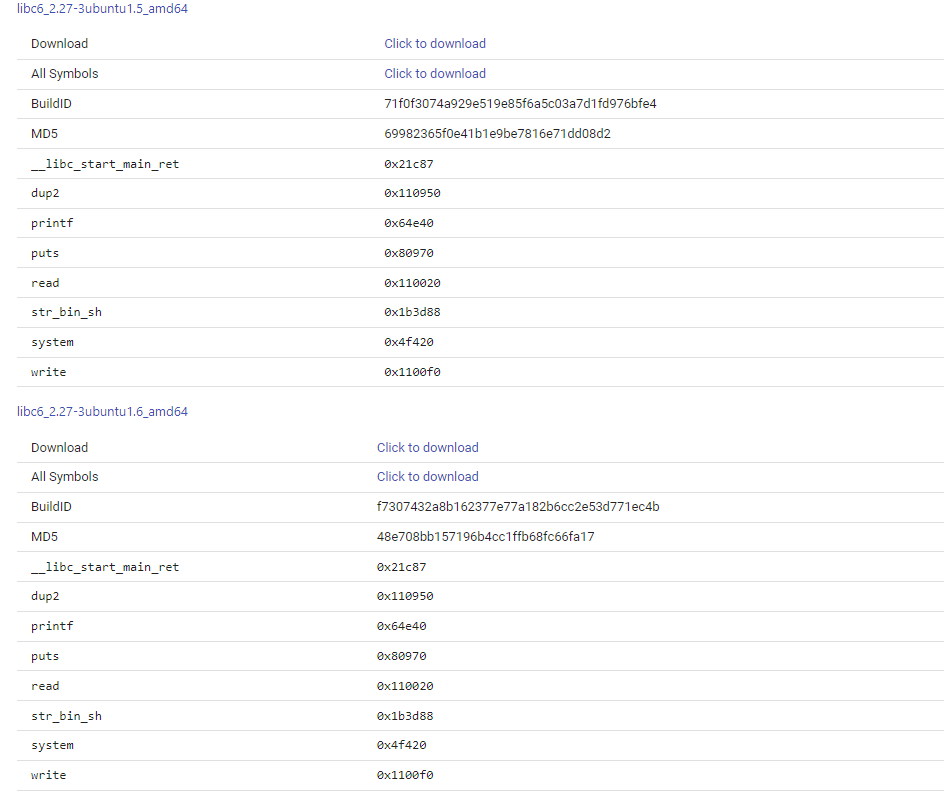 libc6_2.27-3ubuntu1.5_amd64
Download Click to download
All Symbols Click to download
BuildID 71f0f3074a929e519e85f6a5c03a7d1fd976bfe4
MD5 69982365f0e41b1e9be7816e71dd08d2
__libc_start_main_ret 0x21c87
dup2 0x110950
printf 0x64e40
puts 0x80970
read 0x110020
str_bin_sh 0x1b3d88
system 0x4f420
write 0x1100f0
libc6_2.27-3ubuntu1.6_amd64
Download Click to download
All Symbols Click to download
BuildID f7307432a8b162377e77a182b6cc2e53d771ec4b
MD5 48e708bb157196b4cc1ffb68fc66fa17
__libc_start_main_ret 0x21c87
dup2 0x110950
printf 0x64e40
puts 0x80970
read 0x110020
str_bin_sh 0x1b3d88
system 0x4f420
write 0x1100f0